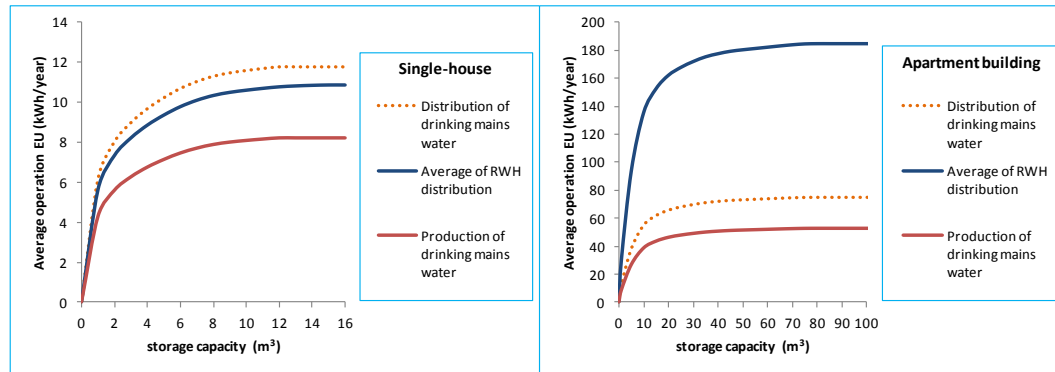 14
12
10
8
6
4
2
0
Average operation EU (kWh/year)
0 2 4 6 8 10 12 14 16
storage capacity (m³)
Single-house
Distribution of
drinking mains
water
Average of RWH
distribution
Production of
drinking mains
water
200
180
160
140
120
100
80
60
40
20
0
Average operation EU (kWh/year)
0 10 20 30 40 50 60 70 80 90 100
storage capacity (m³)
Apartment building
Distribution of
drinking mains
water
Average of RWH
distribution
Production of
drinking mains
water